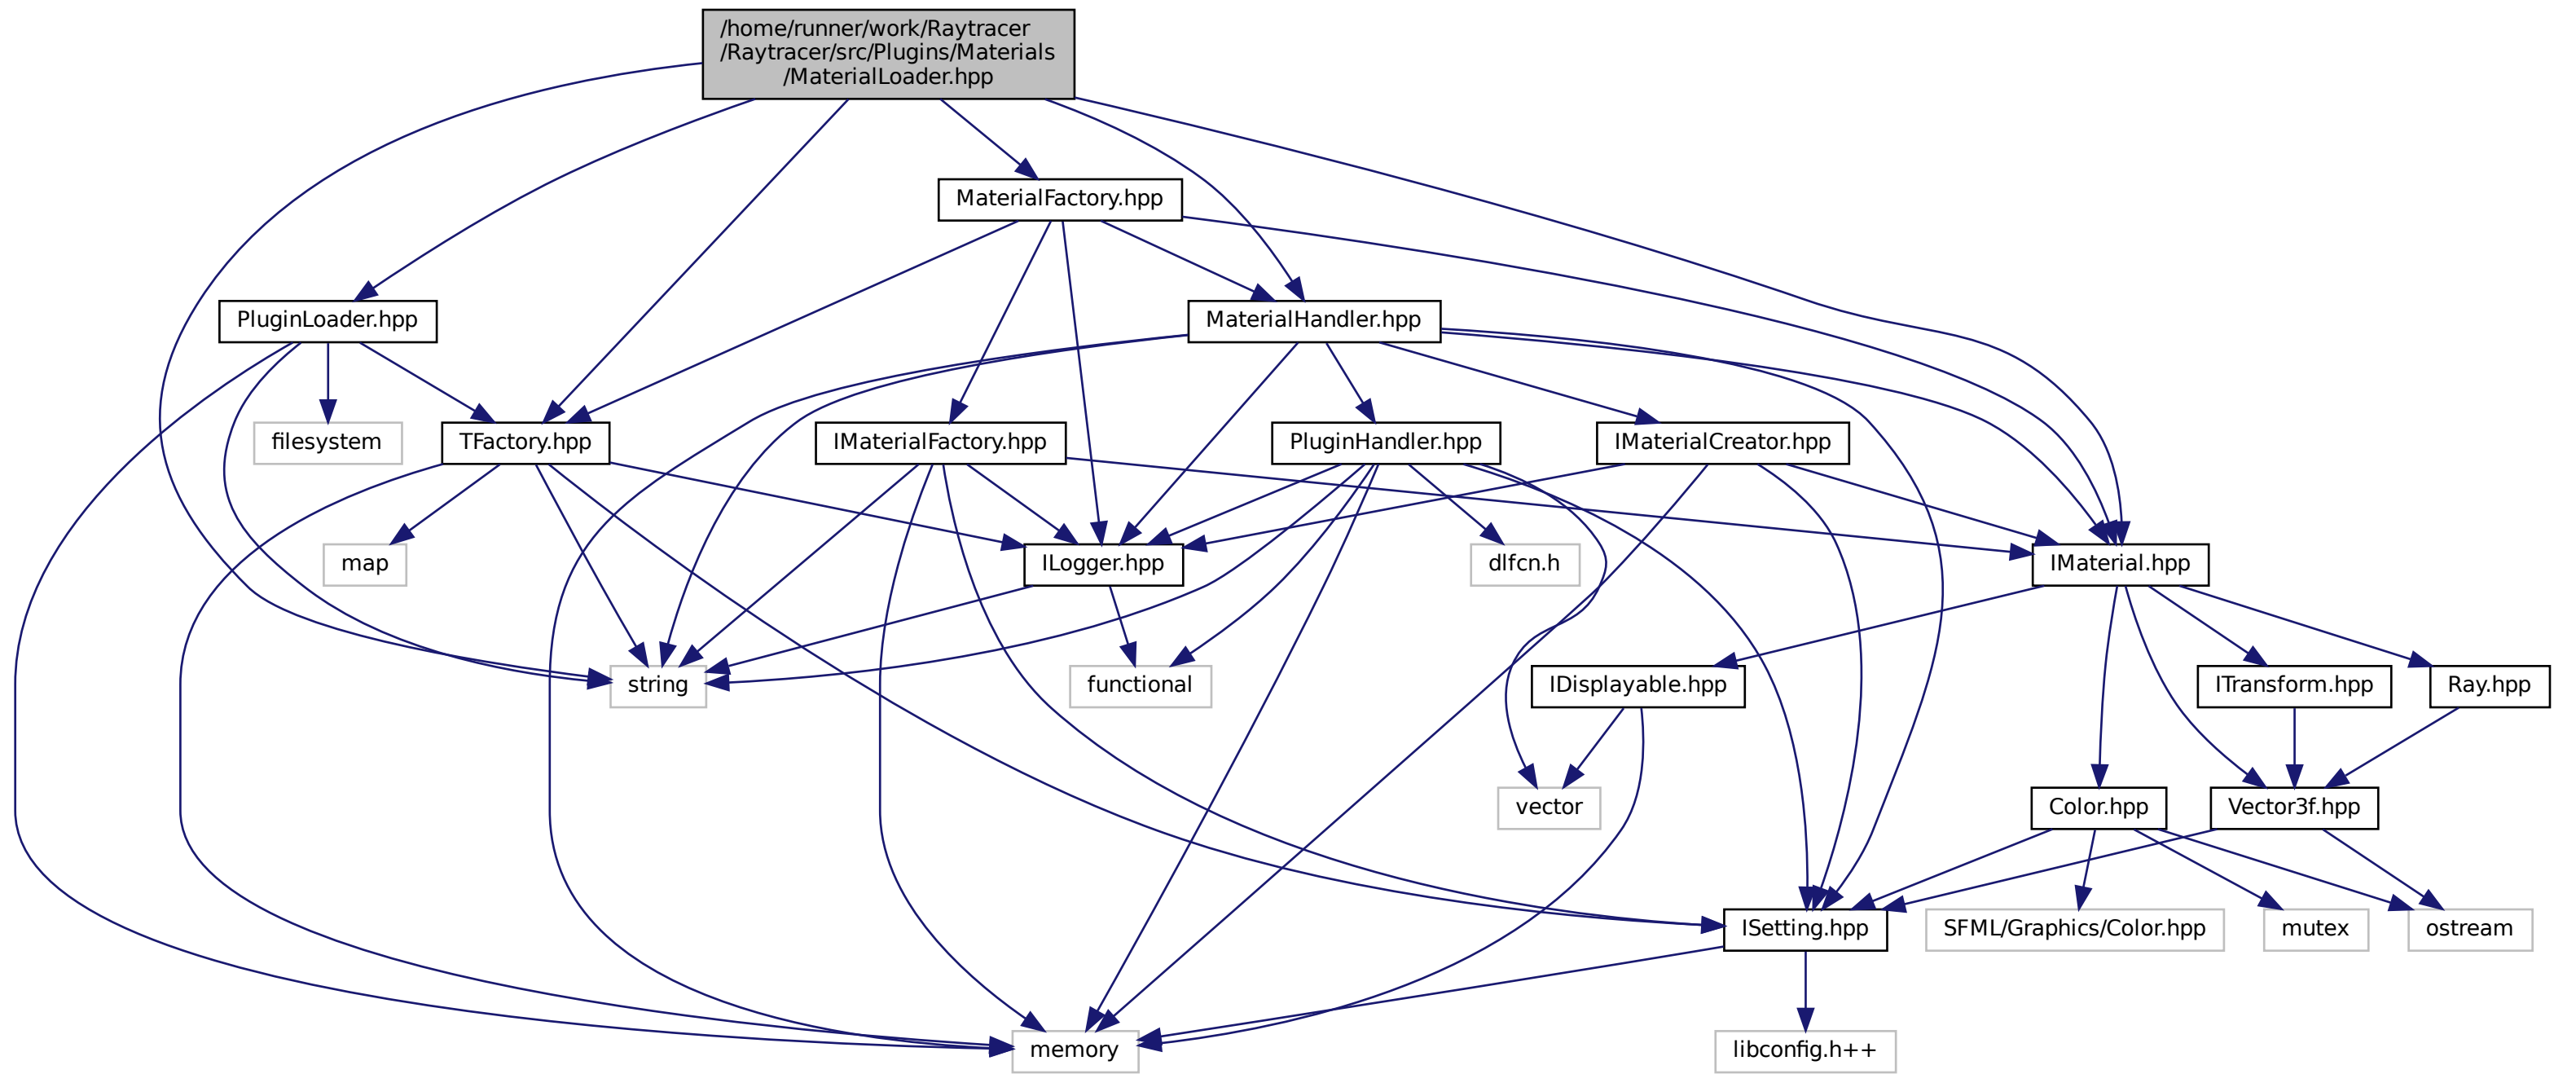 /home/runner/work/Raytracer
/Raytracer/src/Plugins/Materials
/MaterialLoader.hpp
MaterialFactory.hpp
PluginLoader.hpp
MaterialHandler.hpp
filesystem
TFactory.hpp
IMaterialFactory.hpp
PluginHandler.hpp
IMaterialCreator.hpp
map
ILogger.hpp
dlfcn.h
IMaterial.hpp
string
functional
IDisplayable.hpp
ITransform.hpp
Ray.hpp
vector
Color.hpp
Vector3f.hpp
ISetting.hpp
SFML/Graphics/Color.hpp
mutex
ostream
memory
libconfig.h++